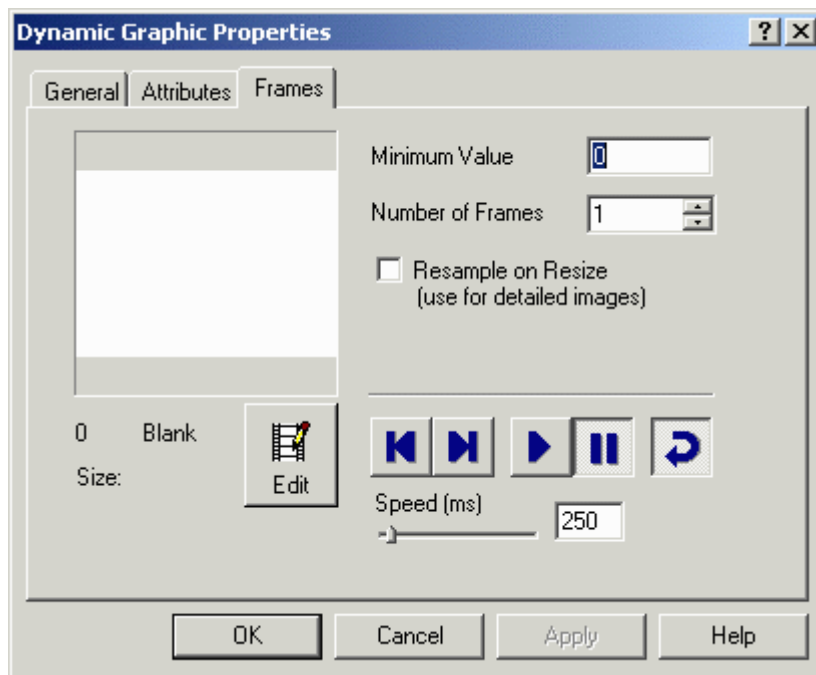 Dynamic Graphic Properties
General Attributes Frames
Minimum Value 0
Number of Frames 1
Resample on Resize
(use for detailed images)
0 Blank
Size:
Edit
Speed (ms)
250
OK Cancel Apply Help